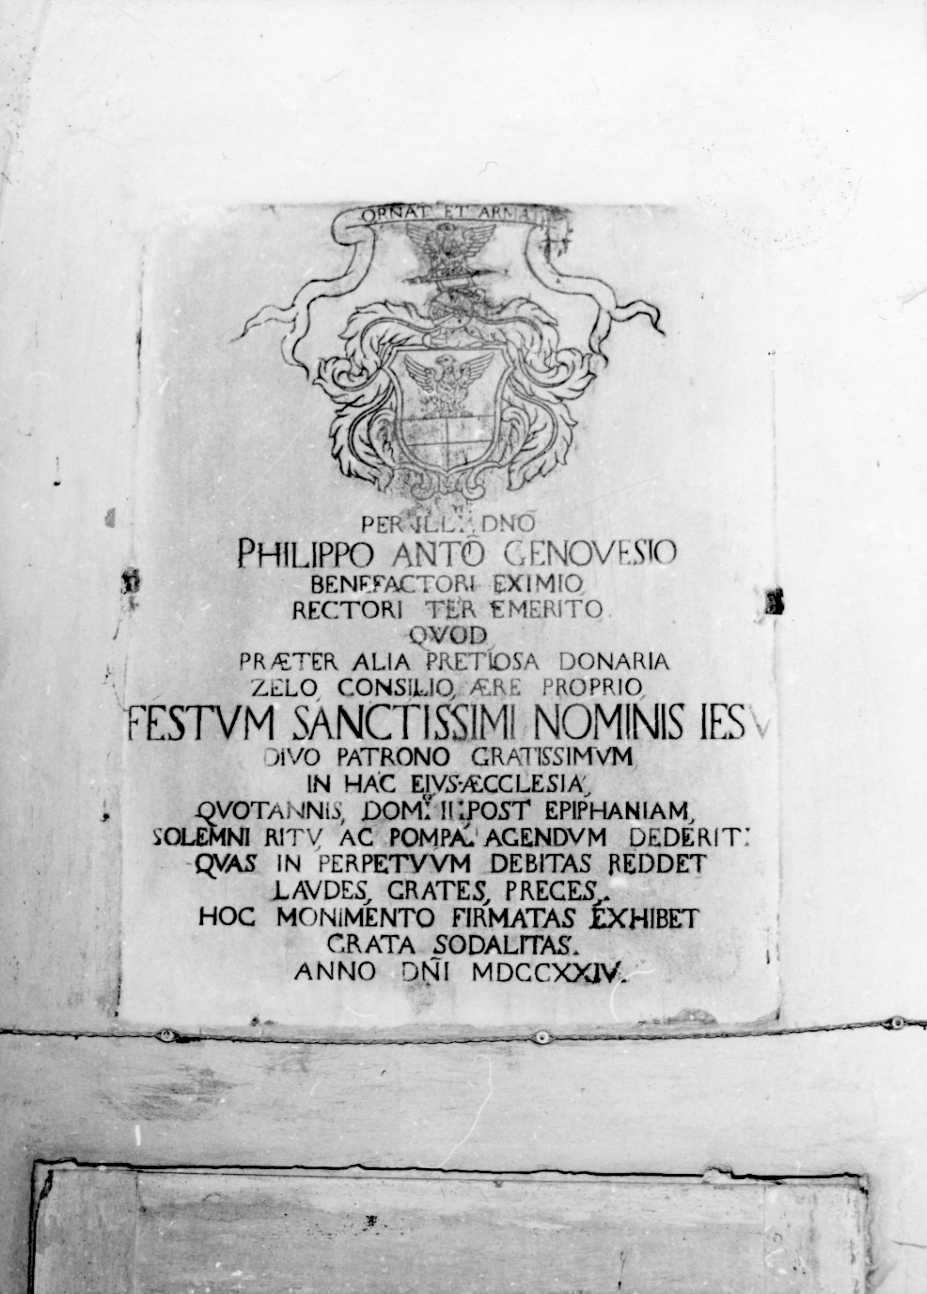 ORNAT ET ARMAT
PER ILL: DNŌ
PHILIPPO ANTŌ GENOVESIO
BENEFACTORI EXIMIO
RECTORI TER EMERITO.
QVOD
PRÆTER ALIA PRETIOSA DONARIA
ZELO, CONSILIO, ÆRE PROPRIO,
FESTVM SANCTISSIMI NOMINIS IESV
DIVO PATRONO GRATISSIMVM
IN HAC EJVS ÆCCLESIA,
QVOTANNIS, DOM: II: POST EPIPHANIAM,
SOLEMNI RITV, AC POMPA AGENDVM DEDERIT:
QVAS IN PERPETVVM DEBITAS REDDET
LAVDES, GRATES, PRECES,
HOC MONIMENTO FIRMATAS EXHIBET
GRATA SODALITAS.
ANNO DÑI MDCCXXIV.